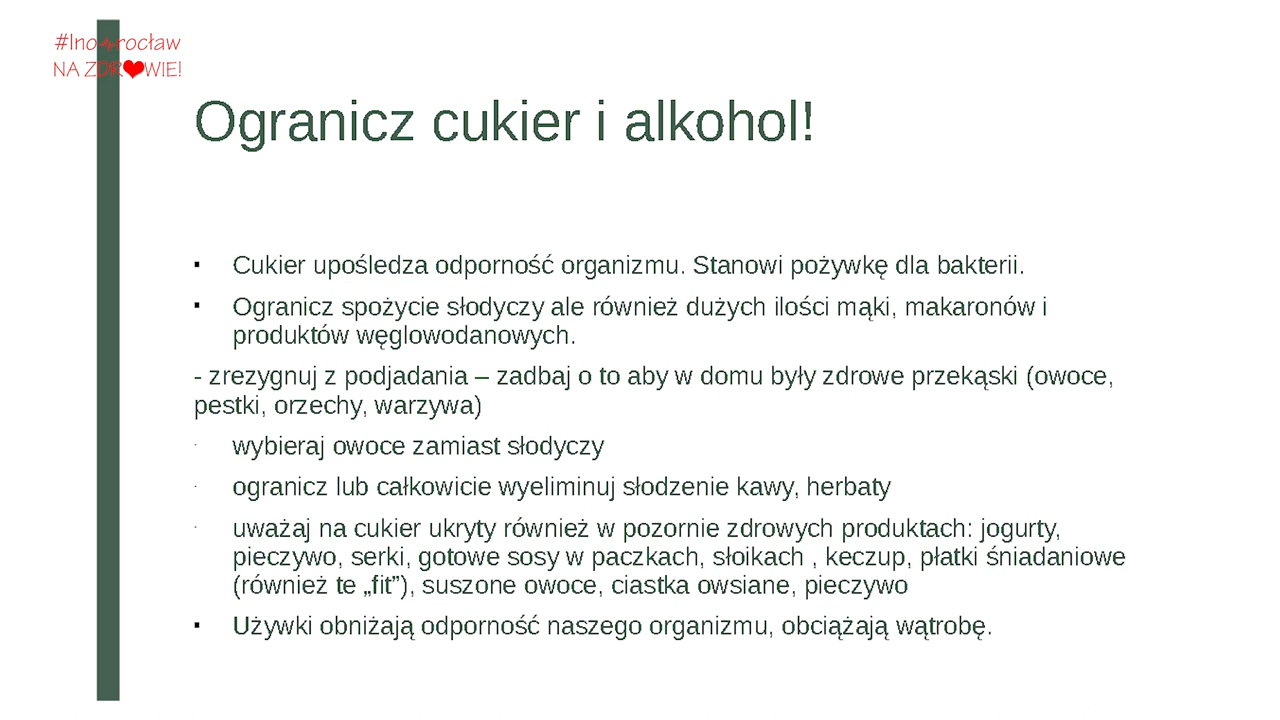 #Inowrocław
NA ZDR❤WIE!
Ogranicz cukier i alkohol!
▪ Cukier upośledza odporność organizmu. Stanowi pożywkę dla bakterii.
▪ Ogranicz spożycie słodyczy ale również dużych ilości mąki, makaronów i
produktów węglowodanowych.
- zrezygnuj z podjadania – zadbaj o to aby w domu były zdrowe przekąski (owoce,
pestki, orzechy, warzywa)
- wybieraj owoce zamiast słodyczy
- ogranicz lub całkowicie wyeliminuj słodzenie kawy, herbaty
- uważaj na cukier ukryty również w pozornie zdrowych produktach: jogurty,
pieczywo, serki, gotowe sosy w paczkach, słoikach , keczup, płatki śniadaniowe
(również te „fit”), suszone owoce, ciastka owsiane, pieczywo
▪ Używki obniżają odporność naszego organizmu, obciążają wątrobę.